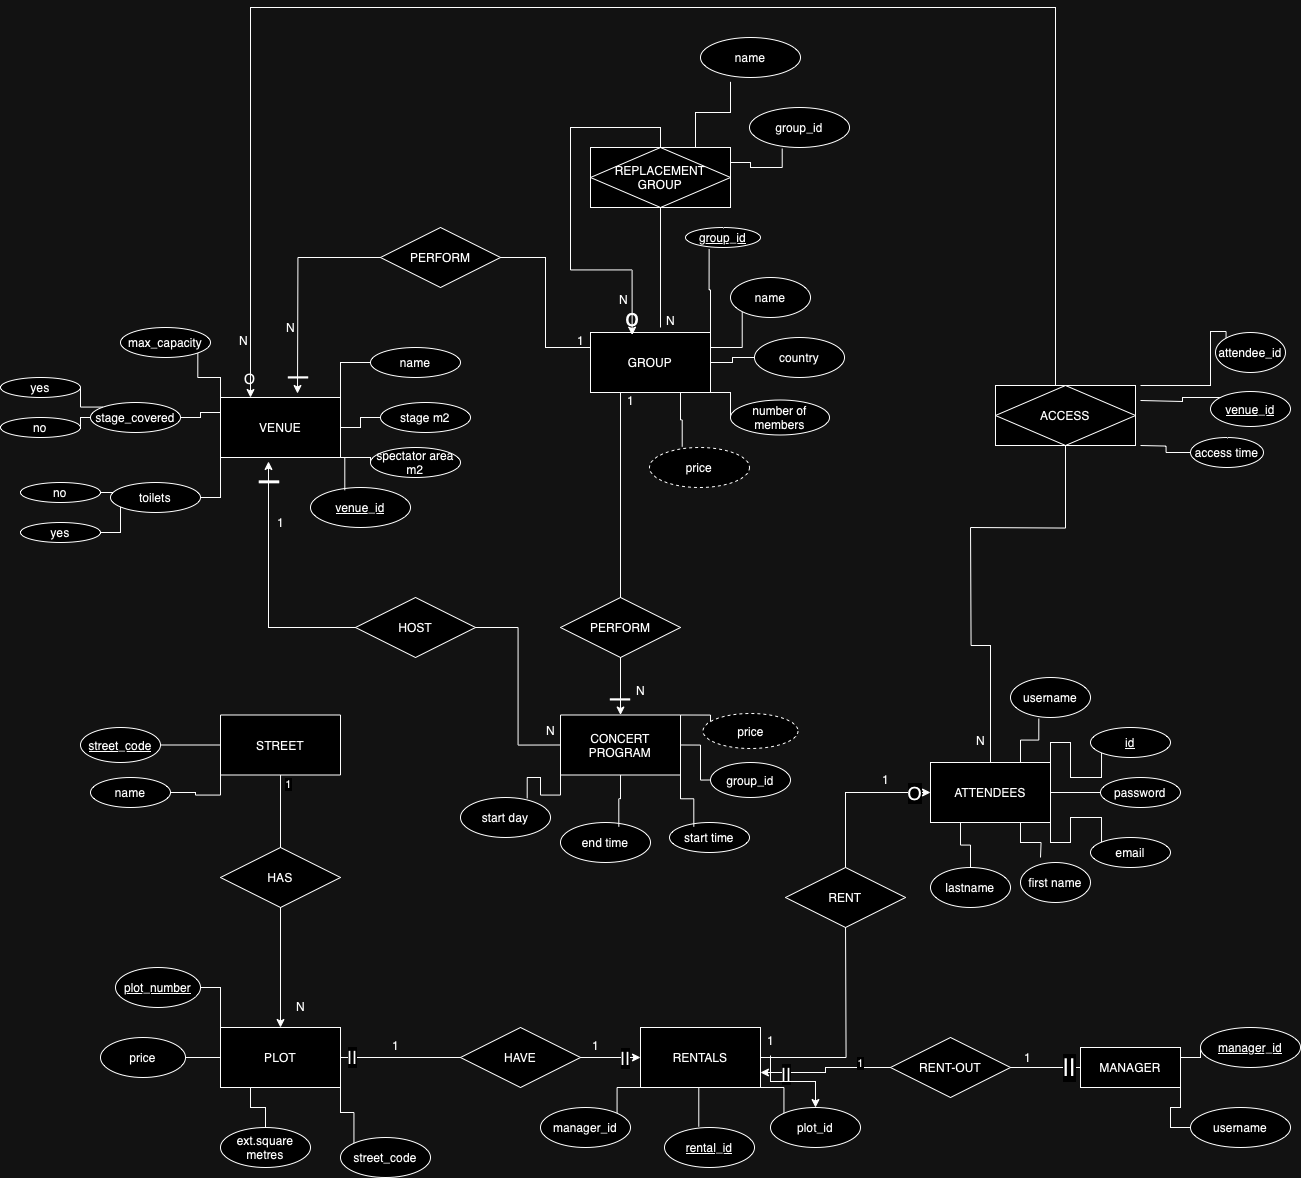 name
group_id
REPLACEMENT
GROUP
group_id
PERFORM
name
N
N
N
O
N
1
GROUP
country
max_capacity
N
O
name
yes
stage_covered
no
VENUE
stage m2
spectator area
m2
1
number of
members
price
attendee_id
venue_id
ACCESS
access time
no
toilets
yes
venue_id
1
HOST
PERFORM
N
username
street_code
STREET
name
1
N
CONCERT
PROGRAM
price
group_id
start day
end time
start time
N
id
1
O
ATTENDEES
password
email
lastname
first name
HAS
RENT
plot_number
N
price
PLOT
1
HAVE
1
RENTALS
1
1
RENT-OUT
1
MANAGER
manager_id
username
ext.square
metres
street_code
manager_id
rental_id
plot_id